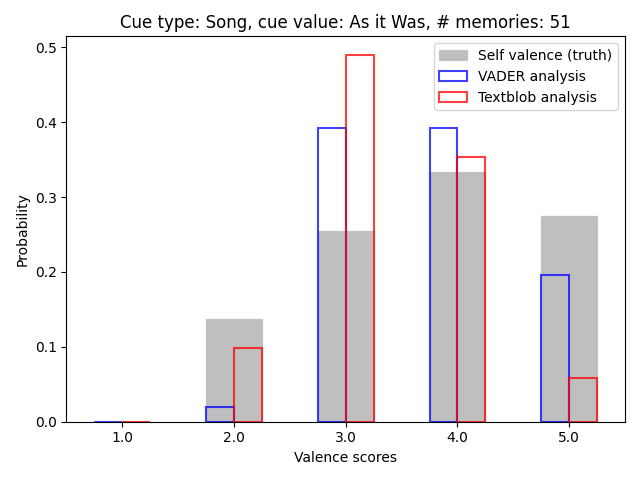 Cue type: Song, cue value: As it Was, # memories: 51
Self valence (truth)
VADER analysis
Textblob analysis
Probability
0.5
0.4
0.3
0.2
0.1
0.0
1.0 2.0 3.0 4.0 5.0
Valence scores